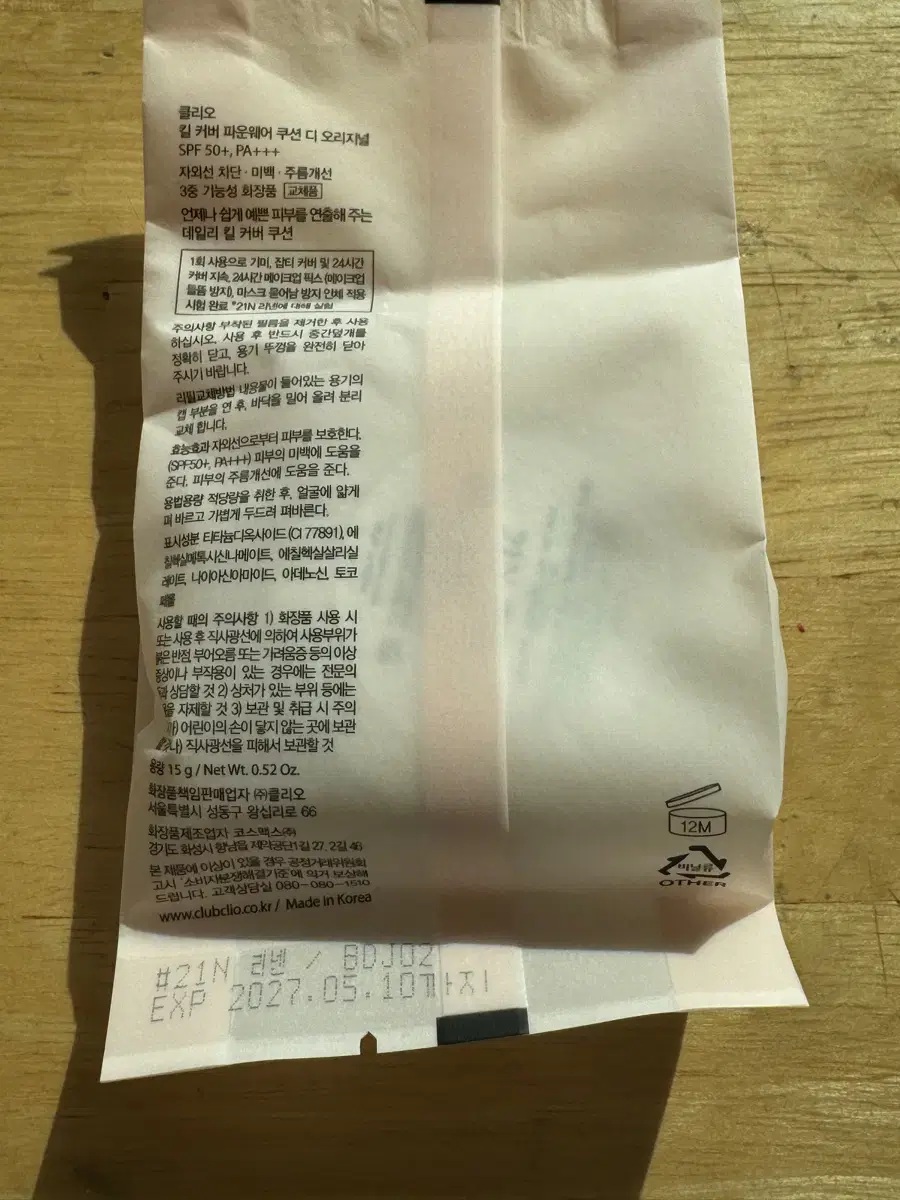 클리오
킬 커버 파운웨어 쿠션 디 오리지널
SPF 50+, PA+++
자외선 차단 · 미백 · 주름개선
3중 기능성 화장품 교체품
언제나 쉽게 예쁜 피부를 연출해 주는
데일리 킬 커버 쿠션
1회 사용으로 기미, 잡티 커버 및 24시간
커버 지속, 24시간 메이크업 픽스 (메이크업
들뜸 방지), 마스크 묻어남 방지 인체 적용
시험 완료 *21N 리넨에 대해 실험
주의사항 부착된 필름을 제거한 후 사용
하십시오. 사용 후 반드시 중간덮개를
정확히 닫고, 용기 뚜껑을 완전히 닫아
주시기 바랍니다.
리필교체방법 내용물이 들어있는 용기의
캡 부분을 연 후, 바닥을 밀어 올려 분리
교체 합니다.
효능효과 자외선으로부터 피부를 보호한다.
(SPF50+, PA+++) 피부의 미백에 도움을
준다. 피부의 주름개선에 도움을 준다.
용법용량 적당량을 취한 후, 얼굴에 얇게
펴 바르고 가볍게 두드려 펴바른다.
표시성분 티타늄디옥사이드 (CI 77891), 에
칠헥실메톡시신나메이트, 에칠헥실살리실
레이트, 나이아신아마이드, 아데노신, 토코
페롤
사용할 때의 주의사항 1) 화장품 사용 시
또는 사용 후 직사광선에 의하여 사용부위가
붉은 반점, 부어오름 또는 가려움증 등의 이상
증상이나 부작용이 있는 경우에는 전문의
상담할 것 2) 상처가 있는 부위 등에는
을 자제할 것 3) 보관 및 취급 시 주의
가) 어린이의 손이 닿지 않는 곳에 보관
나) 직사광선을 피해서 보관할 것
용량 15 g / Net Wt. 0.52 Oz.
화장품책임판매업자 ㈜클리오
서울특별시 성동구 왕십리로 66
화장품제조업자 코스맥스㈜
경기도 화성시 향남읍 제약공단1길 27, 2길 46
본 제품에 이상이 있을 경우 공정거래위원회
고시 '소비자분쟁해결기준'에 의거 보상해
드립니다. 고객상담실 080-080-1510
www.clubclio.co.kr / Made in Korea
12M
비닐류
OTHER
#21N 리넨 / BDJ02
EXP 2027.05.10까지